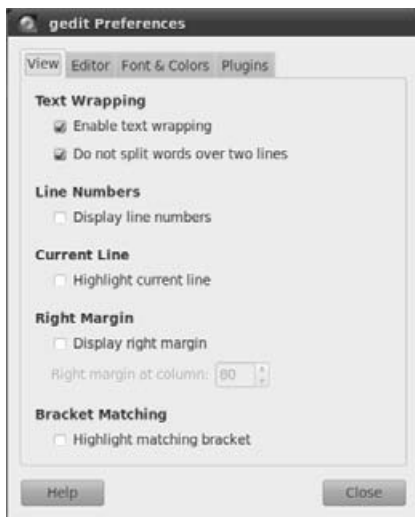 gedit Preferences
View Editor Font & Colors Plugins
Text Wrapping
Enable text wrapping
Do not split words over two lines
Line Numbers
Display line numbers
Current Line
Highlight current line
Right Margin
Display right margin
Right margin at column: 80
Bracket Matching
Highlight matching bracket
Help Close